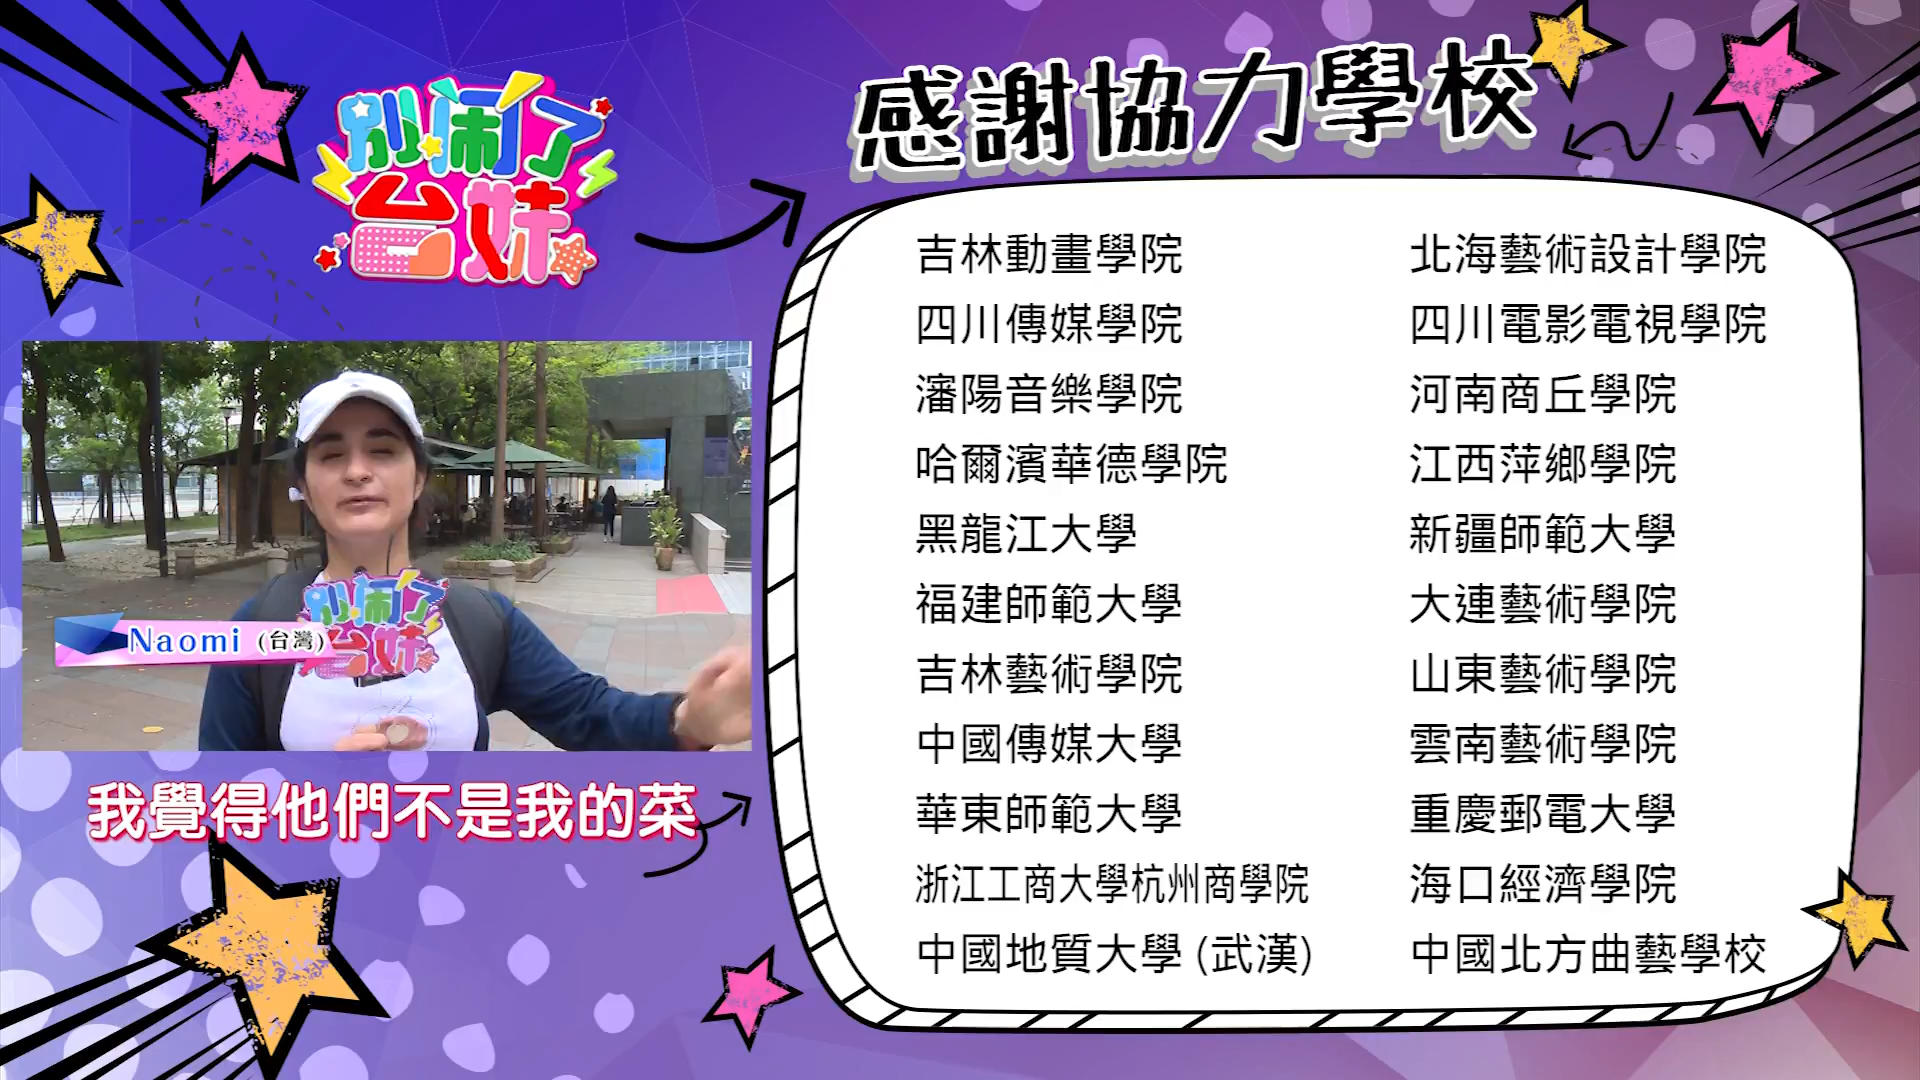 別鬧了
台妹
感謝協力學校
吉林動畫學院
北海藝術設計學院
四川傳媒學院
四川電影電視學院
瀋陽音樂學院
河南商丘學院
哈爾濱華德學院
江西萍鄉學院
黑龍江大學
新疆師範大學
福建師範大學
大連藝術學院
吉林藝術學院
山東藝術學院
中國傳媒大學
雲南藝術學院
華東師範大學
重慶郵電大學
浙江工商大學杭州商學院
海口經濟學院
中國地質大學 (武漢)
中國北方曲藝學校
別鬧了
台妹
Naomi (台灣)
我覺得他們不是我的菜